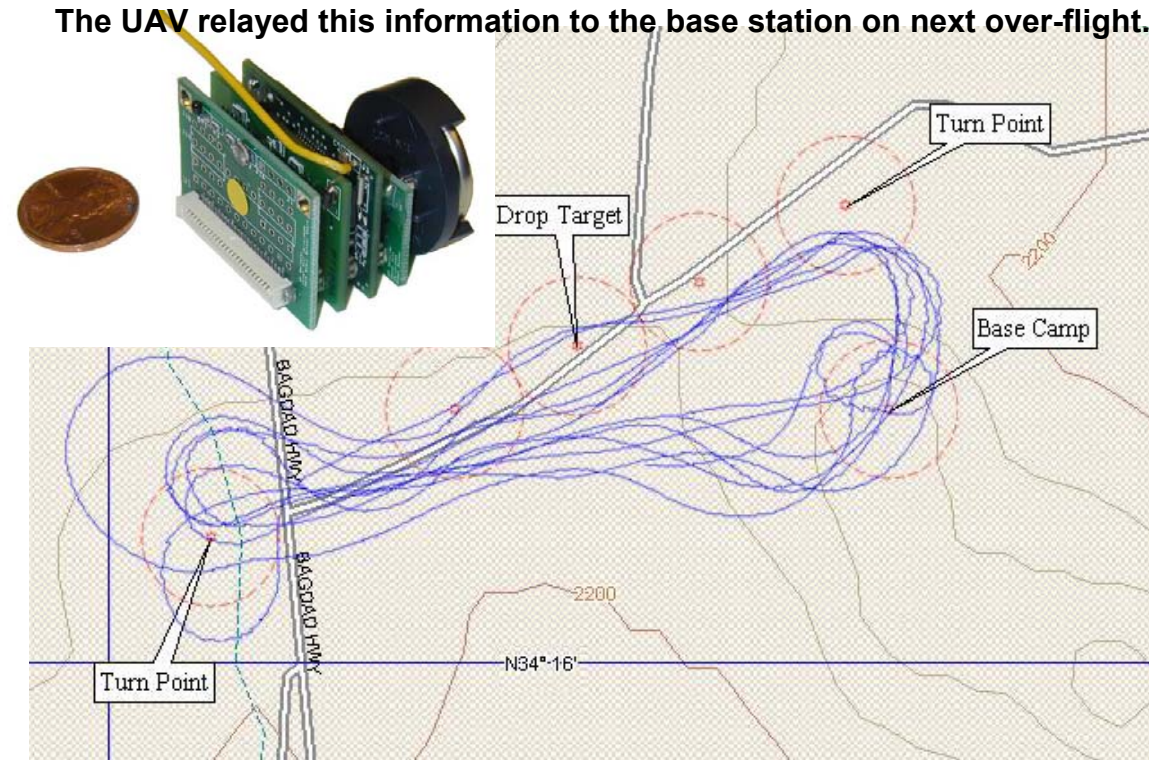 The UAV relayed this information to the base station on next over-flight.
Turn Point
Drop Target
2200
Base Camp
BAGDAD HWY
BAGDAD HWY
2200
N34°-16'
Turn Point